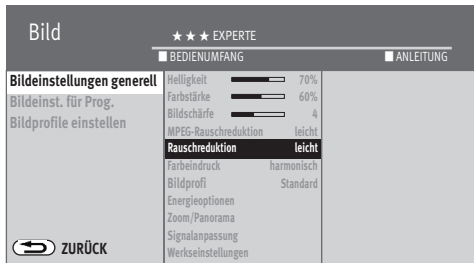 Bild
★ ★ ★ EXPERTE
BEDIENUMFANG
ANLEITUNG
Bildeinstellungen generell
Bildeinst. für Prog.
Bildprofile einstellen
ZURÜCK
Helligkeit 70%
Farbstärke 60%
Bildschärfe 4
MPEG-Rauschreduktion leicht
Rauschreduktion leicht
Farbeindruck harmonisch
Bildprofi Standard
Energieoptionen
Zoom/Panorama
Signalanpassung
Werkseinstellungen